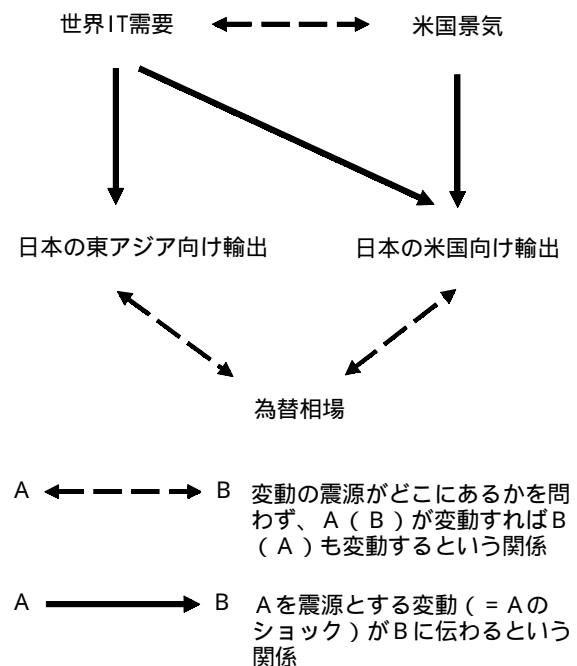 世界IT需要
米国景気
日本の東アジア向け輸出
日本の米国向け輸出
為替相場
A B 変動の震源がどこにあるかを問
わず、A(B)が変動すればB
(A)も変動するという関係
A B Aを震源とする変動(=Aの
ショック)がBに伝わるという
関係